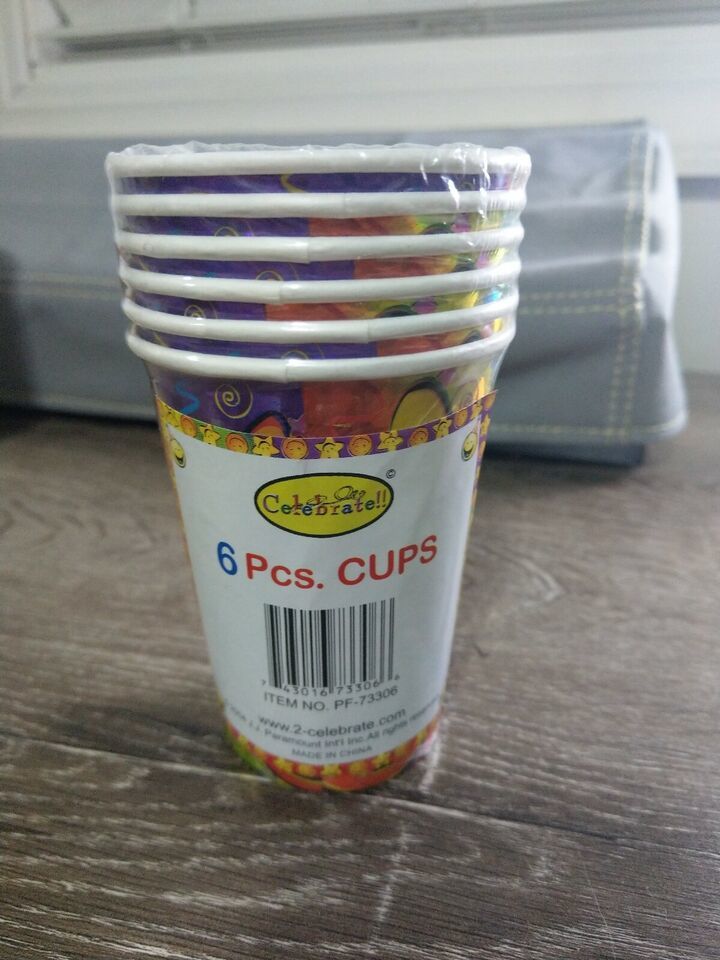 ©
Celebrate!!
6 Pcs. CUPS
7 43016 73306 6
ITEM NO. PF-73306
www.2-celebrate.com
J.J. Paramount Int'l Inc. All rights
MADE IN CHINA